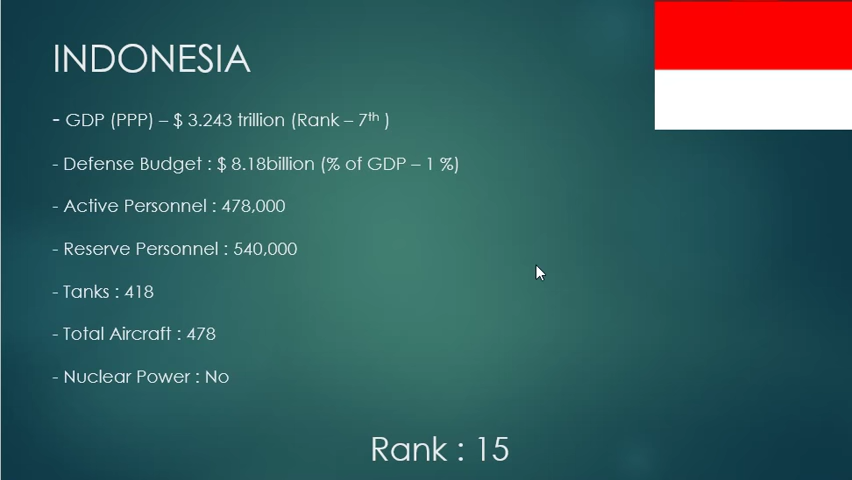 INDONESIA
- GDP (PPP) – $ 3.243 trillion (Rank – 7th )
- Defense Budget : $ 8.18billion (% of GDP – 1 %)
- Active Personnel : 478,000
- Reserve Personnel : 540,000
- Tanks : 418
- Total Aircraft : 478
- Nuclear Power : No
Rank : 15